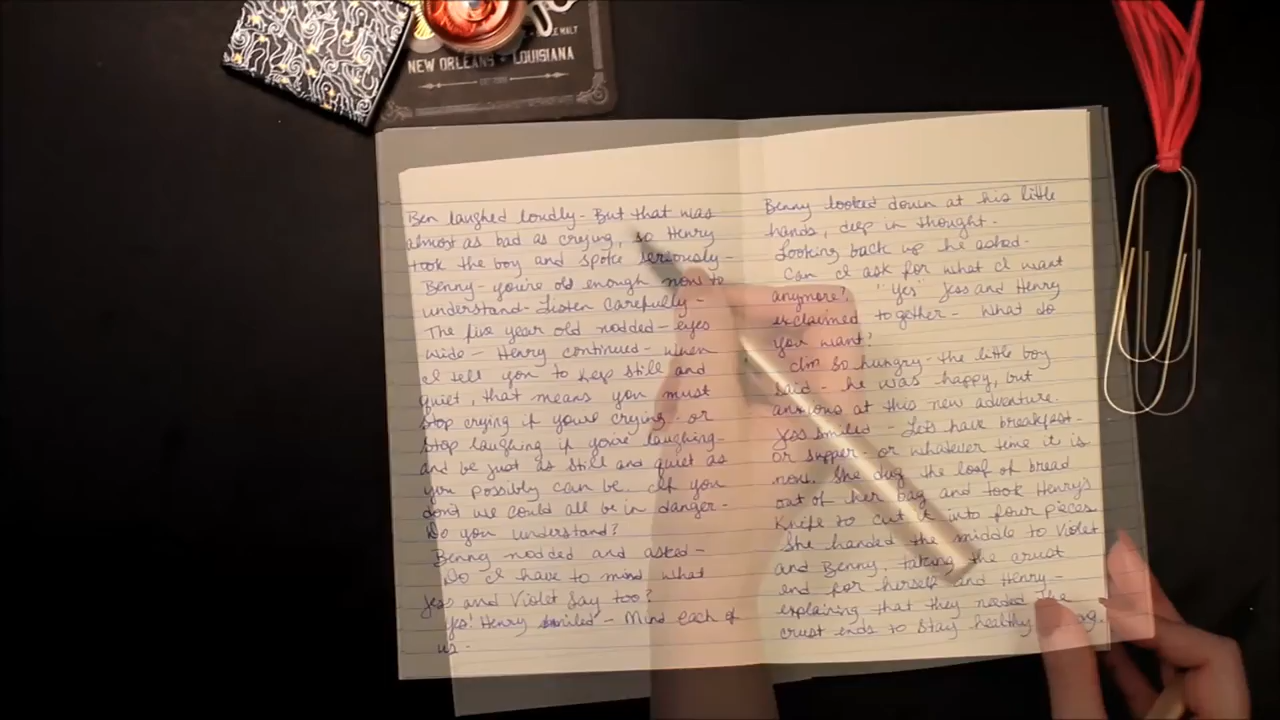 LE MALT
NEW ORLEANS LOUISIANA
Ben laughed loudly - But that was
almost as bad as crying, so Henry
took the boy and spoke seriously -
Benny - you're old enough now to
understand - Listen carefully -
The five year old nodded - eyes
wide - Henry continued - when
I tell you to keep still and
quiet, that means you must
stop crying if you're crying - or
stop laughing if you're laughing -
and be just as still and quiet as
you possibly can be. If you
don't we could all be in danger -
Do you understand?
Benny nodded and asked -
Do I have to mind what
Jess and Violet say too?
Yes! Henry smiled - Mind each of
us -
Benny looked down at his little
hands, deep in thought -
Looking back up he asked -
Can I ask for what I want
anymore? "Yes" Jess and Henry
exclaimed together - What do
you want?
I'm so hungry - the little boy
said - he was happy, but
anxious at this new adventure.
Jess smiled - Let's have breakfast -
or supper - or whatever time it is
now. She dug the loaf of bread
out of her bag and took Henry's
Knife to cut it into four pieces
She handed the middle to Violet
and Benny, taking the crust
end for herself and Henry -
explaining that they needed the
crust ends to stay healthy